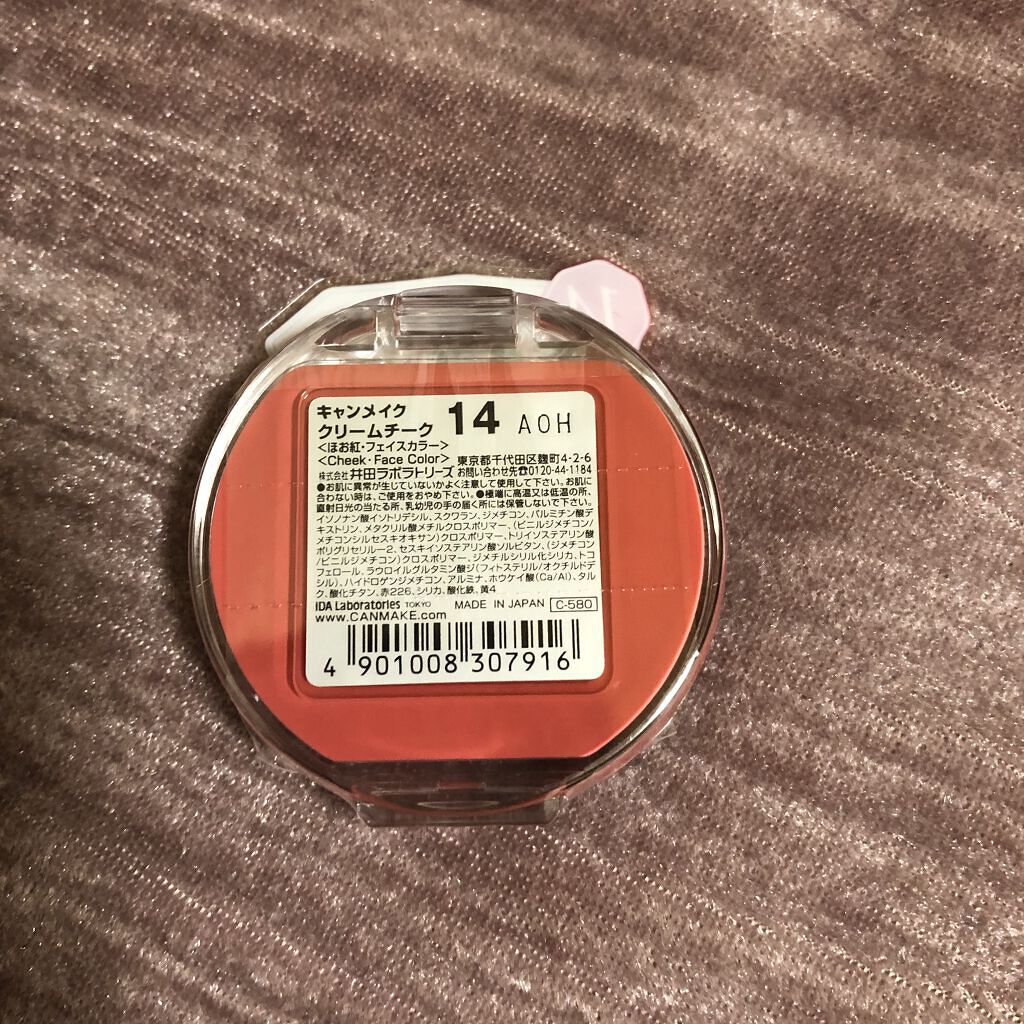 キャンメイク
クリームチーク 14 AOH
<ほお紅・フェイスカラー>
<Cheek・Face Color> 東京都千代田区麹町4-2-6
株式会社 井田ラボラトリーズ お問い合わせ先☎0120-44-1184
●お肌に異常が生じていないかよく注意して使用して下さい。お肌に
合わない時は、ご使用をおやめ下さい。●極端に高温又は低温の所、
直射日光の当たる所、乳幼児の手の届く所には保管しないで下さい。
イソノナン酸イソトリデシル、スクワラン、ジメチコン、パルミチン酸デ
キストリン、メタクリル酸メチルクロスポリマー、(ビニルジメチコン/
メチコンシルセスキオキサン)クロスポリマー、トリイソステアリン酸
ポリグリセリル-2、セスキイソステアリン酸ソルビタン、(ジメチコン
/ビニルジメチコン)クロスポリマー、ジメチルシリル化シリカ、トコ
フェロール、ラウロイルグルタミン酸ジ(フィトステリル/オクチルドデ
シル)、ハイドロゲンジメチコン、アルミナ、ホウケイ酸(Ca/Al)、タル
ク、酸化チタン、赤226、シリカ、酸化鉄、黄4
IDA Laboratories TOKYO MADE IN JAPAN C-580
www.CANMAKE.com
4 901008 307916